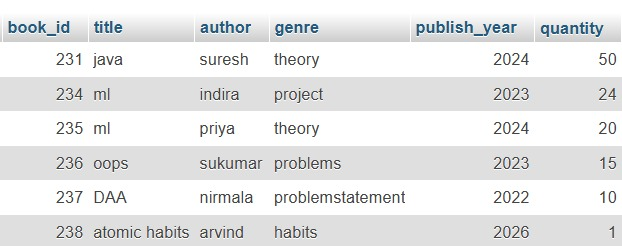 book_id title author genre publish_year quantity
231 java suresh theory 2024 50
234 ml indira project 2023 24
235 ml priya theory 2024 20
236 oops sukumar problems 2023 15
237 DAA nirmala problemstatement 2022 10
238 atomic habits arvind habits 2026 1